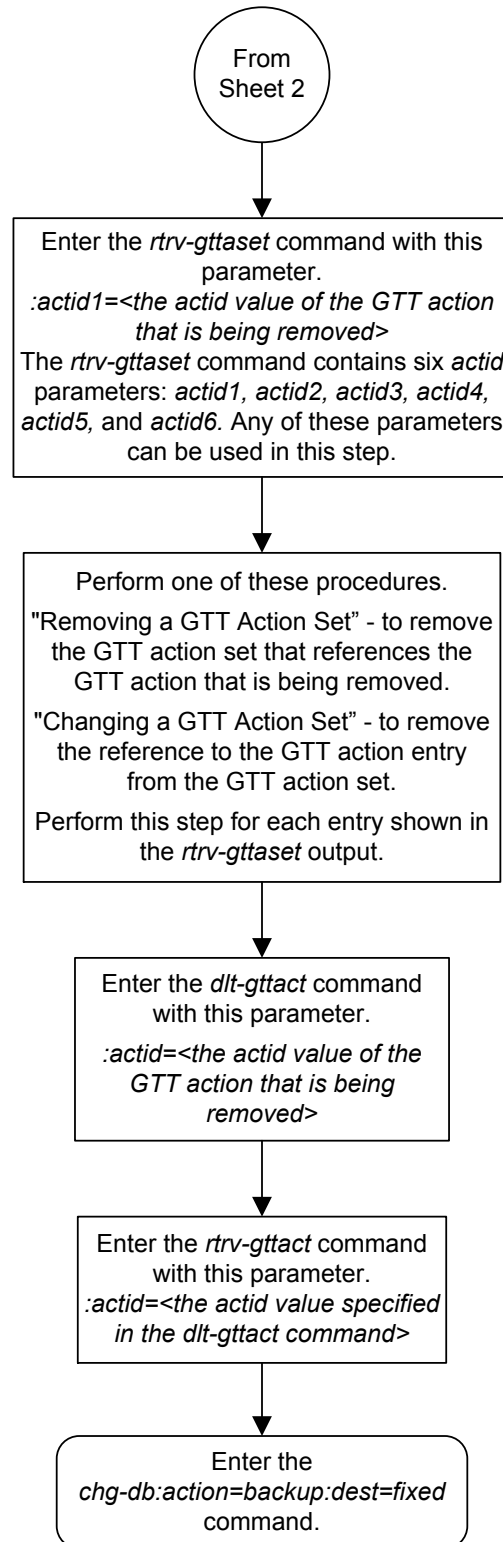 From
Sheet 2
Enter the rtrv-gttaset command with this
parameter.
:actid1=<the actid value of the GTT action
that is being removed>
The rtrv-gttaset command contains six actid
parameters: actid1, actid2, actid3, actid4,
actid5, and actid6. Any of these parameters
can be used in this step.
Perform one of these procedures.
"Removing a GTT Action Set” - to remove
the GTT action set that references the
GTT action that is being removed.
"Changing a GTT Action Set” - to remove
the reference to the GTT action entry
from the GTT action set.
Perform this step for each entry shown in
the rtrv-gttaset output.
Enter the dlt-gttact command
with this parameter.
:actid=<the actid value of the
GTT action that is being
removed>
Enter the rtrv-gttact command
with this parameter.
:actid=<the actid value specified
in the dlt-gttact command>
Enter the
chg-db:action=backup:dest=fixed
command.